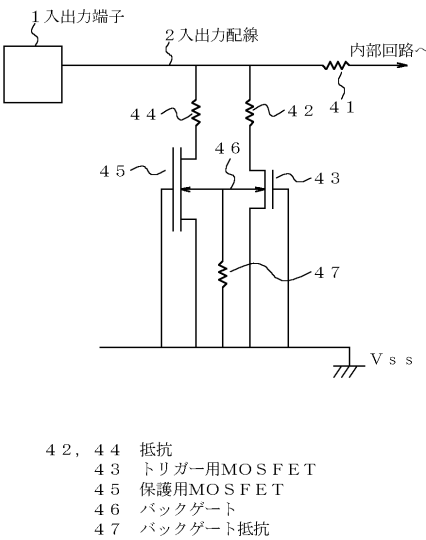 １入出力端子
２入出力配線
内部回路へ
４４
４２
４１
４５
４６
４３
４７
Ｖｓｓ
４２，４４　抵抗
４３　トリガー用ＭＯＳＦＥＴ
４５　保護用ＭＯＳＦＥＴ
４６　バックゲート
４７　バックゲート抵抗